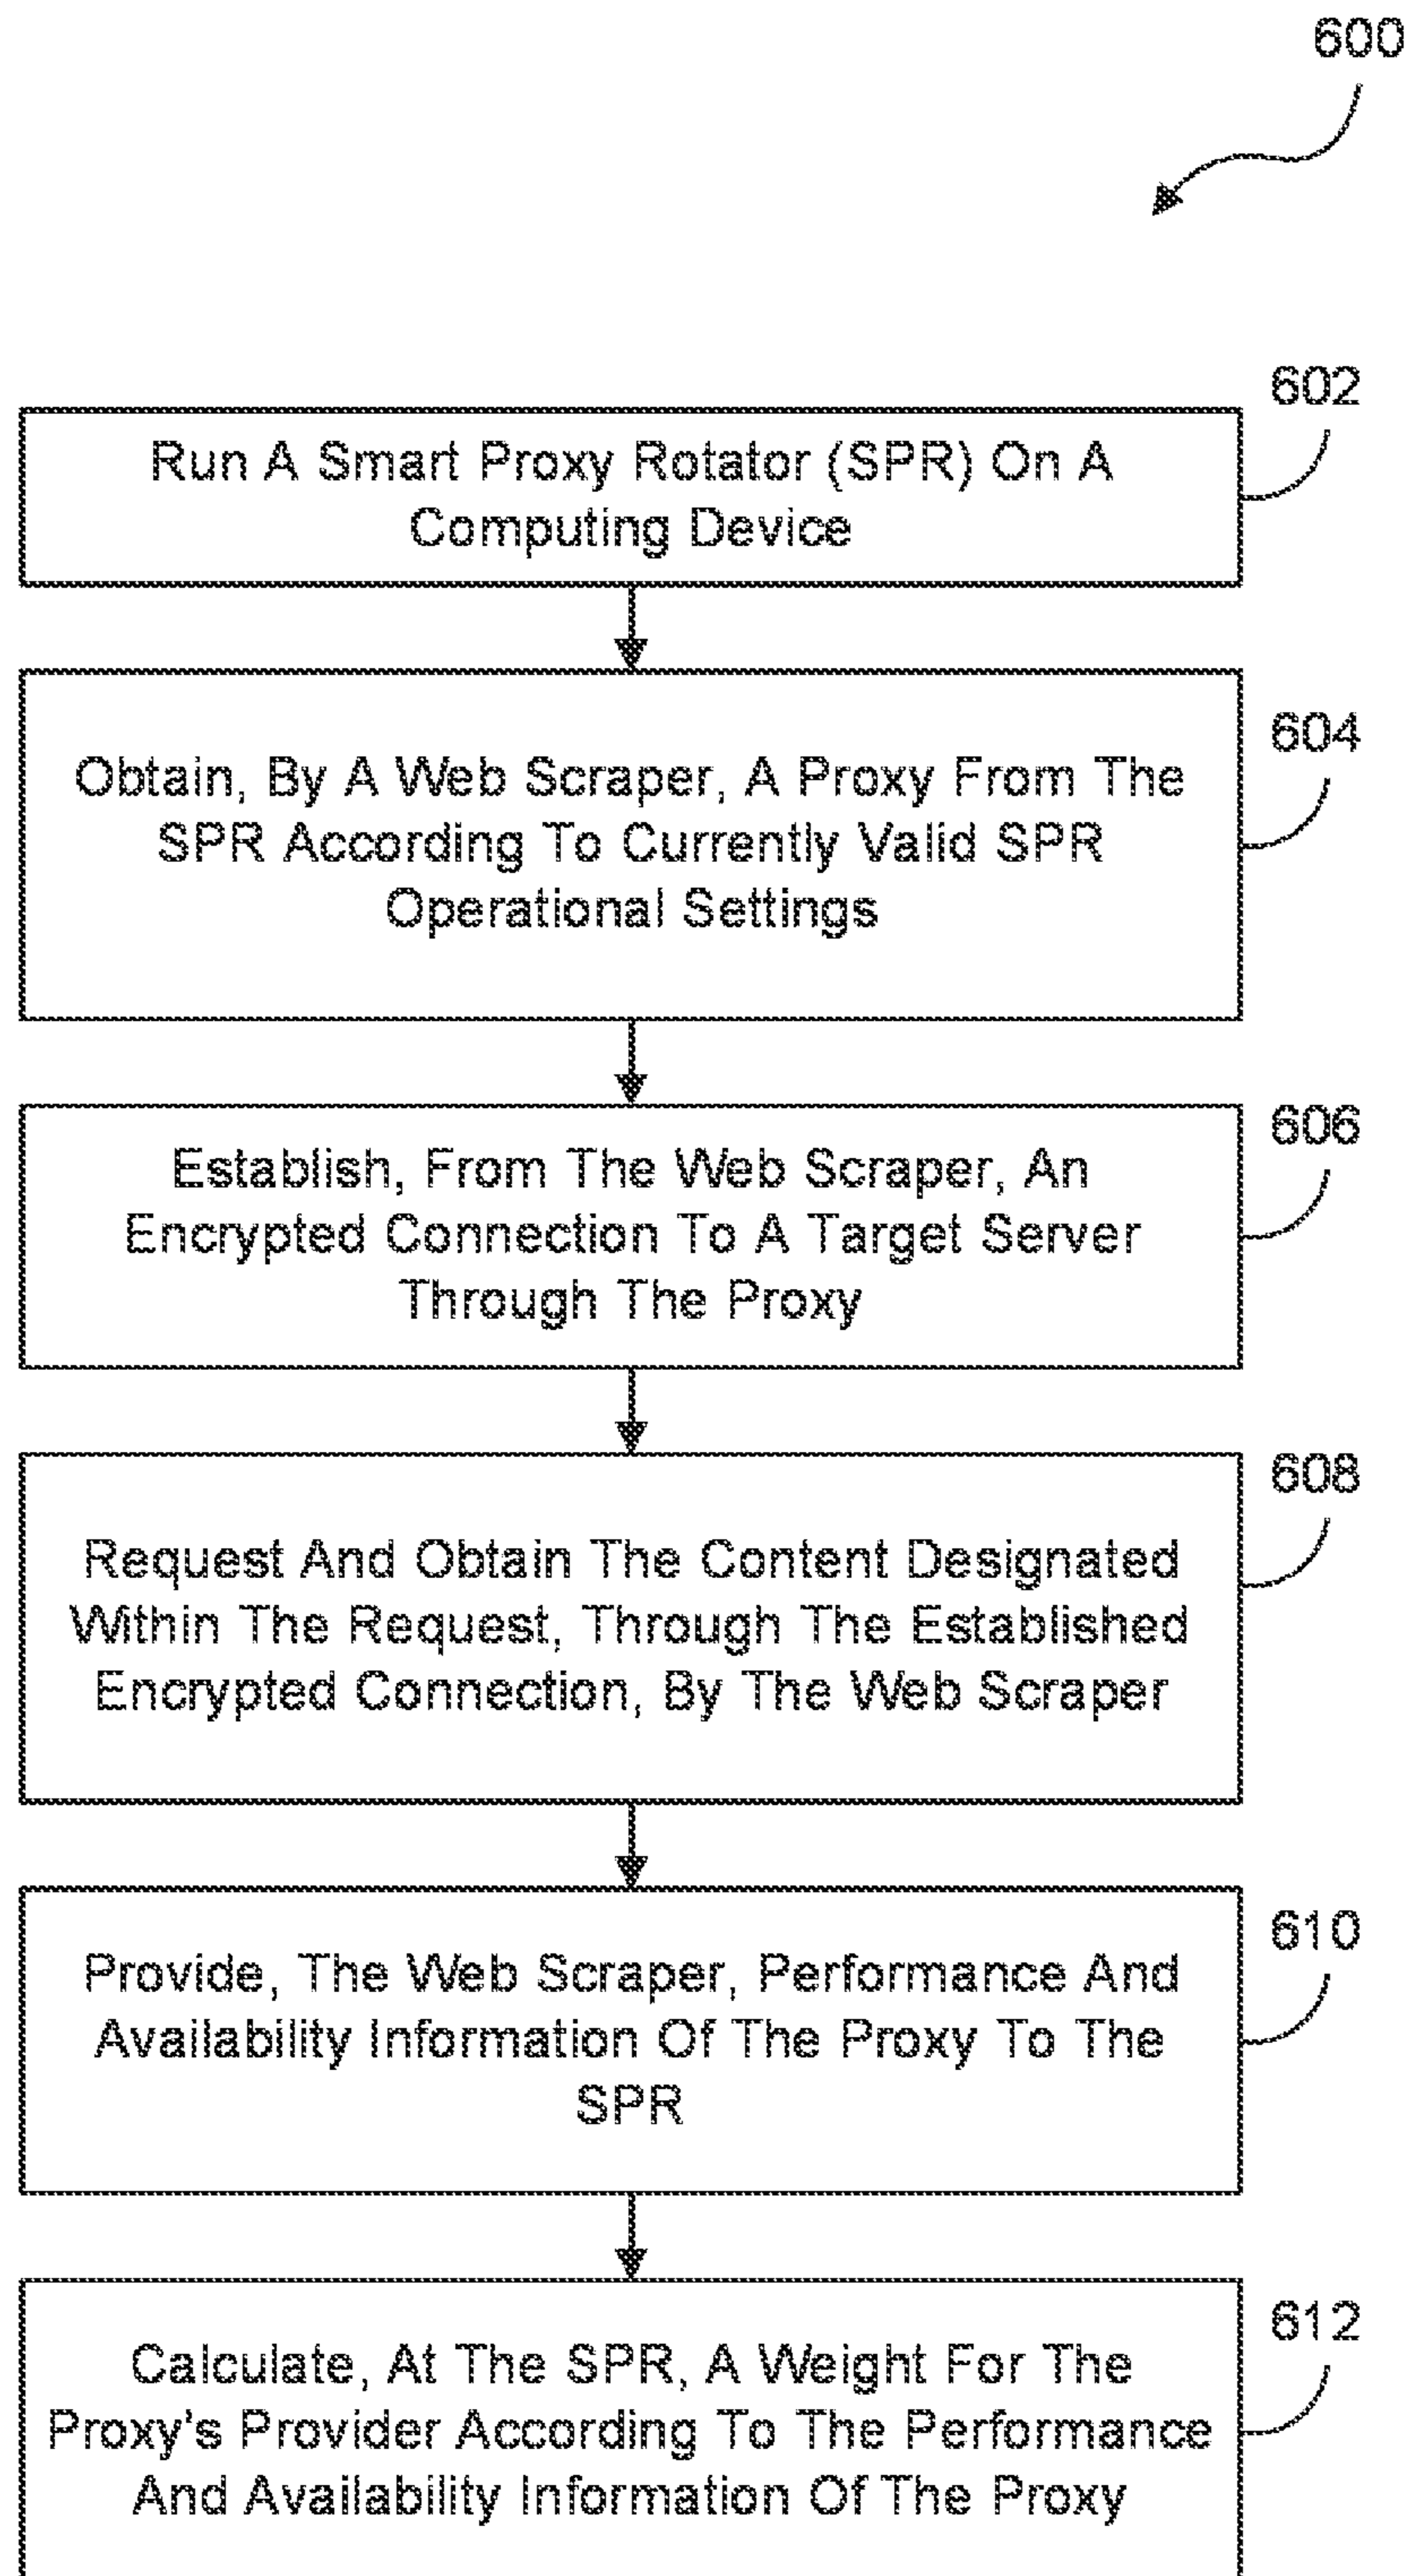 600
602
Run A Smart Proxy Rotator (SPR) On A
Computing Device
604
Obtain, By A Web Scraper, A Proxy From The
SPR According To Currently Valid SPR
Operational Settings
606
Establish, From The Web Scraper, An
Encrypted Connection To A Target Server
Through The Proxy
608
Request And Obtain The Content Designated
Within The Request, Through The Established
Encrypted Connection, By The Web Scraper
610
Provide, The Web Scraper, Performance And
Availability Information Of The Proxy To The
SPR
612
Calculate, At The SPR, A Weight For The
Proxy's Provider According To The Performance
And Availability Information Of The Proxy